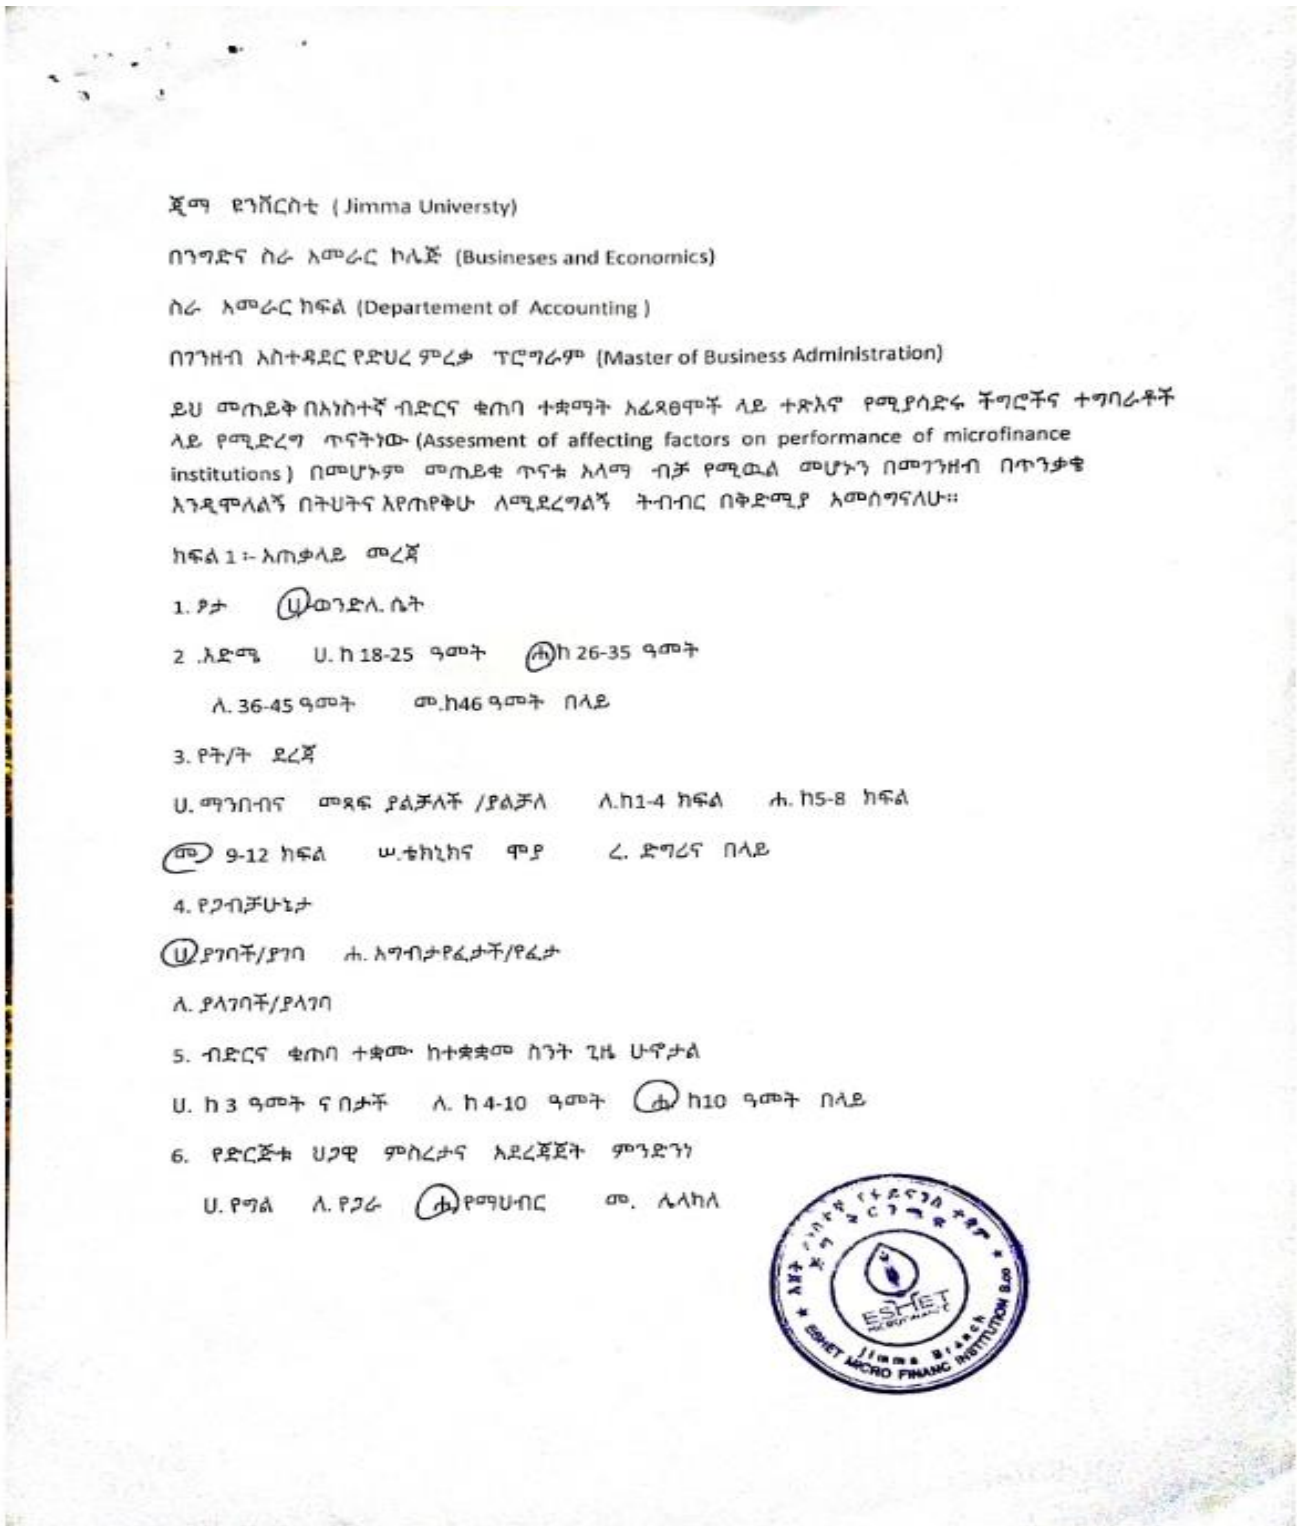 ጂማ ዩንቨርስቲ ( Jimma Universty)
በንግድና ስራ አመራር ኮሌጅ (Busineses and Economics)
ስራ አመራር ክፍል (Departement of Accounting )
በገንዘብ አስተዳደር የድህረ ምረቃ ፕሮግራም (Master of Business Administration)
ይህ መጠይቅ በአነስተኛ ብድርና ቁጠባ ተቋማት አፈጻፀሞች ላይ ተጽእኖ የሚያሳድሩ ችግሮችና ተግባራቶች
ላይ የሚድረግ ጥናትነው (Assesment of affecting factors on performance of microfinance
institutions ) በመሆኑም መጠይቁ ጥናቱ አላማ ብቻ የሚዉል መሆኑን በመገንዘብ በጥንቃቄ
እንዲሞላልኝ በትህትና እየጠየቅሁ ለሚደረግልኝ ትብብር በቅድሚያ አመሰግናለሁ።
ክፍል 1 ፡- አጠቃላይ መረጃ
1. ፆታ ሀ ወንድ ለ. ሴት
2 .እድሜ ሀ. ከ 18-25 ዓመት ሐ ከ 26-35 ዓመት
ለ. 36-45 ዓመት መ.ከ46 ዓመት በላይ
3. የት/ት ደረጃ
ሀ. ማንበብና መጻፍ ያልቻለች /ያልቻለ ለ.ከ1-4 ክፍል ሐ. ከ5-8 ክፍል
መ 9-12 ክፍል ሠ.ቴክኒክና ሞያ ረ. ድግሪና በላይ
4. የጋብቻሁኔታ
ሀ ያገባች/ያገባ ሐ. አግብታየፈታች/የፈታ
ለ. ያላገባች/ያላገባ
5. ብድርና ቁጠባ ተቋሙ ከተቋቋመ ስንት ጊዜ ሁኖታል
ሀ. ከ 3 ዓመት ና በታች ለ. ከ 4-10 ዓመት ሐ ከ10 ዓመት በላይ
6. የድርጅቱ ህጋዊ ምስረታና አደረጃጀት ምንድንነ
ሀ. የግል ለ. የጋራ ሐ የማህብር መ. ሌላካለ
ESHET
MICROFINANCE
Jimma Branch
ESHET MICRO FINANC INSTITUTION S.co